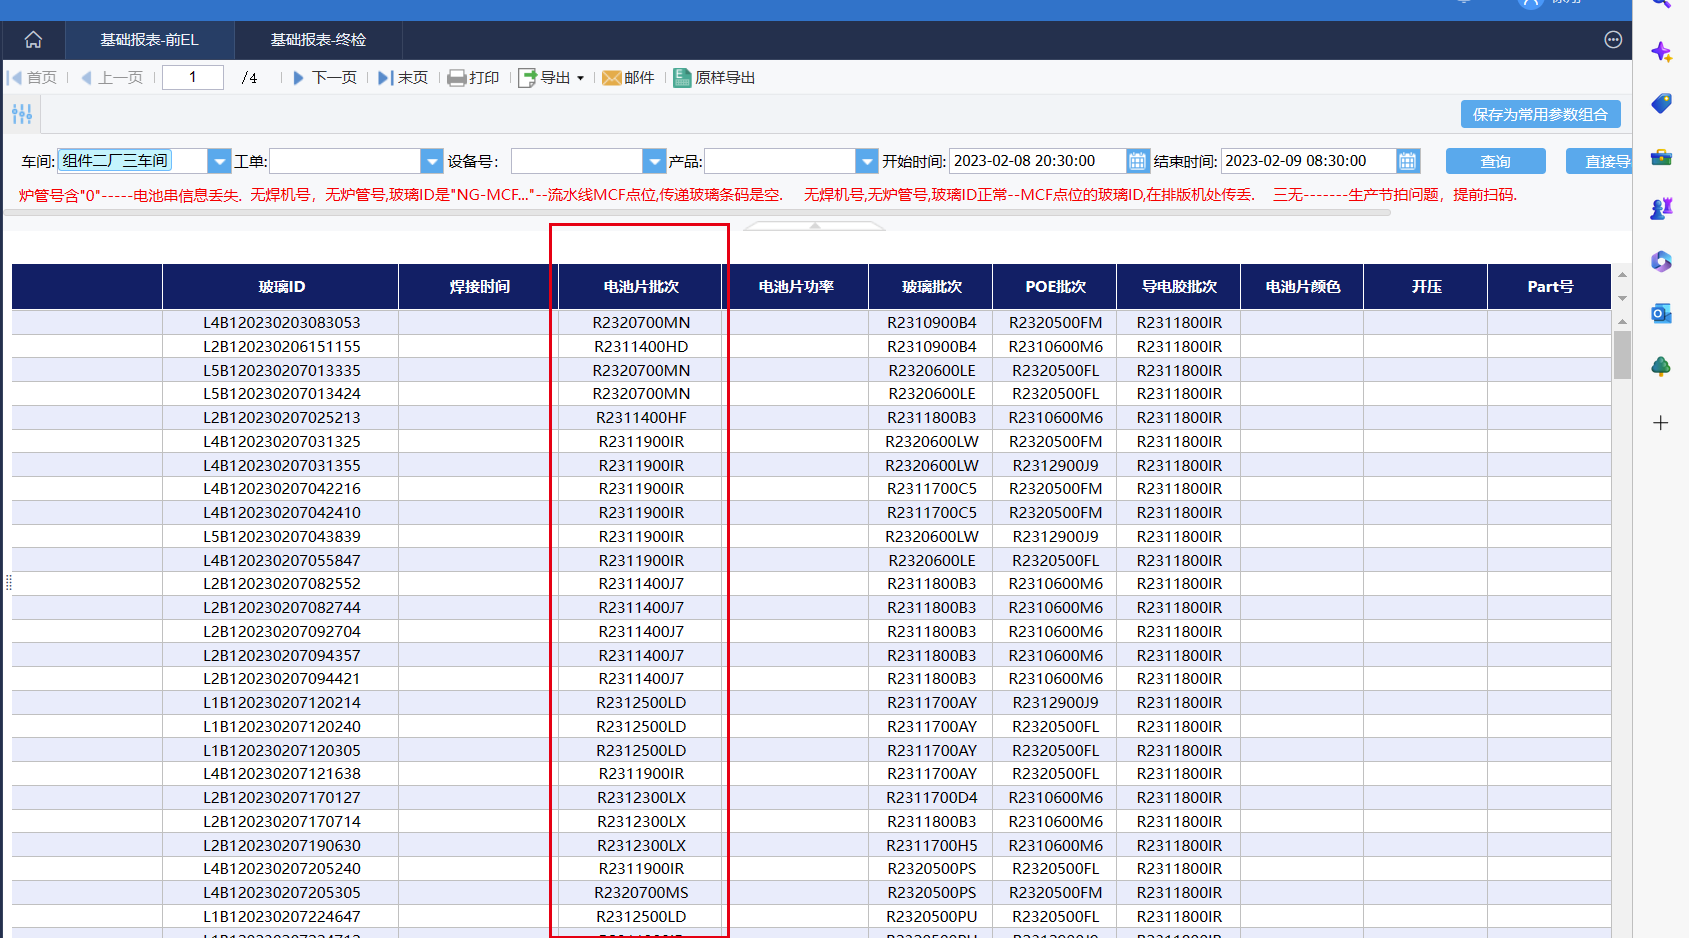 基础报表-前EL 基础报表-终检
首页 上一页 1 /4 下一页 末页 打印 导出 邮件 原样导出
保存为常用参数组合
车间: 组件二厂三车间 工单: 设备号: 产品: 开始时间: 2023-02-08 20:30:00 结束时间: 2023-02-09 08:30:00 查询 直接导
炉管号含"0"-----电池串信息丢失. 无焊机号，无炉管号,玻璃ID是"NG-MCF..."--流水线MCF点位,传递玻璃条码是空. 无焊机号,无炉管号,玻璃ID正常--MCF点位的玻璃ID,在排版机处传丢. 三无-------生产节拍问题，提前扫码.
玻璃ID 焊接时间 电池片批次 电池片功率 玻璃批次 POE批次 导电胶批次 电池片颜色 开压 Part号
L4B120230203083053 R2320700MN R2310900B4 R2320500FM R2311800IR
L2B120230206151155 R2311400HD R2310900B4 R2310600M6 R2311800IR
L5B120230207013335 R2320700MN R2320600LE R2320500FL R2311800IR
L5B120230207013424 R2320700MN R2320600LE R2320500FL R2311800IR
L2B120230207025213 R2311400HF R2311800B3 R2310600M6 R2311800IR
L4B120230207031325 R2311900IR R2320600LW R2320500FM R2311800IR
L4B120230207031355 R2311900IR R2320600LW R2312900J9 R2311800IR
L4B120230207042216 R2311900IR R2311700C5 R2320500FM R2311800IR
L4B120230207042410 R2311900IR R2311700C5 R2320500FM R2311800IR
L5B120230207043839 R2311900IR R2320600LW R2312900J9 R2311800IR
L4B120230207055847 R2311900IR R2320600LE R2320500FL R2311800IR
L2B120230207082552 R2311400J7 R2311800B3 R2310600M6 R2311800IR
L2B120230207082744 R2311400J7 R2311800B3 R2310600M6 R2311800IR
L2B120230207092704 R2311400J7 R2311800B3 R2310600M6 R2311800IR
L2B120230207094357 R2311400J7 R2311800B3 R2310600M6 R2311800IR
L2B120230207094421 R2311400J7 R2311800B3 R2310600M6 R2311800IR
L1B120230207120214 R2312500LD R2311700AY R2312900J9 R2311800IR
L1B120230207120240 R2312500LD R2311700AY R2320500FL R2311800IR
L1B120230207120305 R2312500LD R2311700AY R2320500FL R2311800IR
L4B120230207121638 R2311900IR R2311700AY R2320500FL R2311800IR
L2B120230207170127 R2312300LX R2311700D4 R2310600M6 R2311800IR
L2B120230207170714 R2312300LX R2311800B3 R2310600M6 R2311800IR
L2B120230207190630 R2312300LX R2311700H5 R2310600M6 R2311800IR
L4B120230207205240 R2311900IR R2320500PS R2320500FL R2311800IR
L4B120230207205305 R2320700MS R2320500PS R2320500FM R2311800IR
L1B120230207224647 R2312500LD R2320500PU R2320500FL R2311800IR